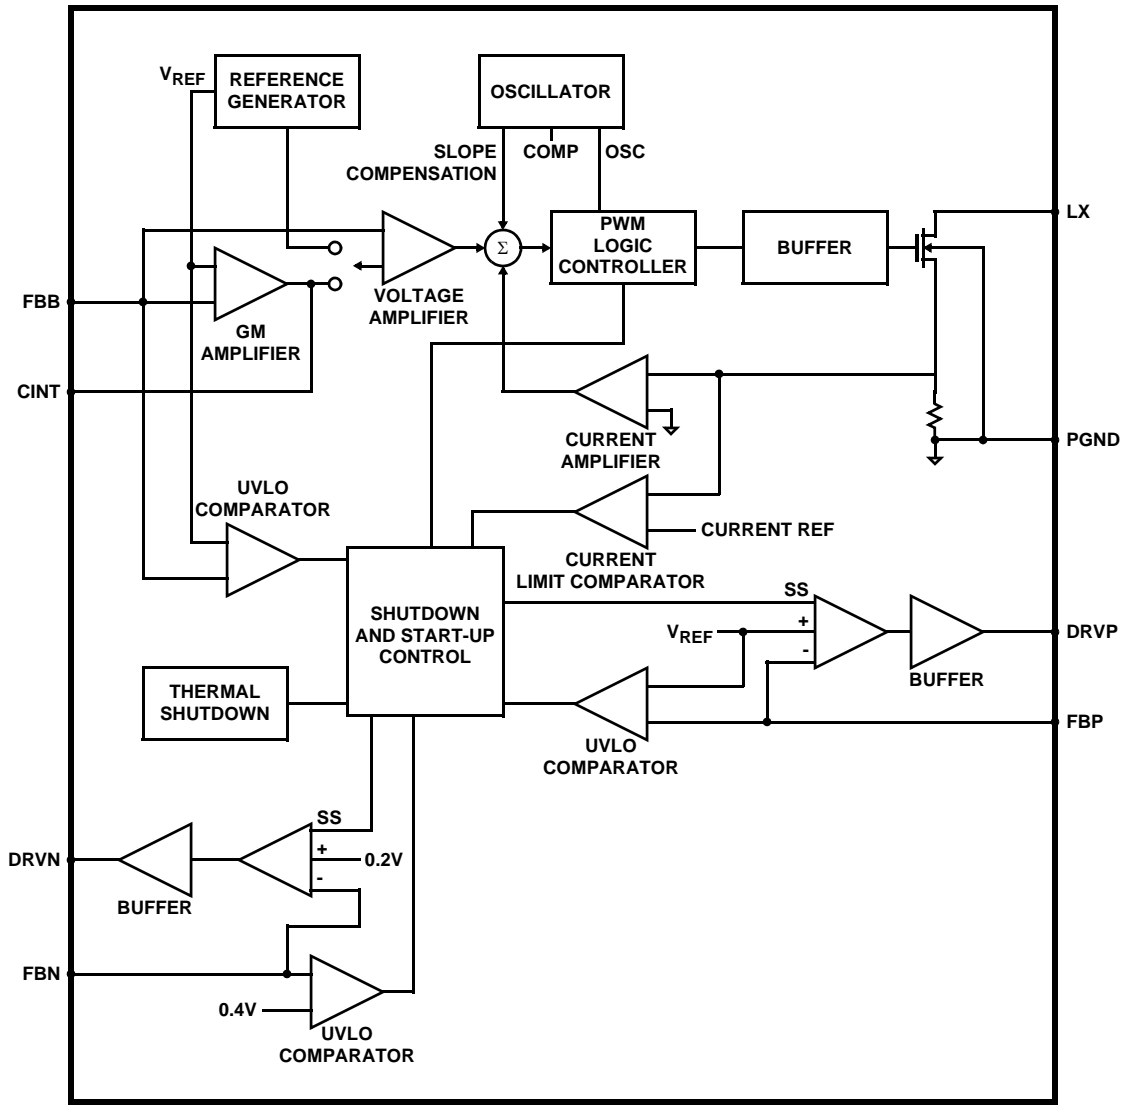 VREF
REFERENCE
GENERATOR
OSCILLATOR
SLOPE
COMPENSATION
COMP
OSC
LX
PWM
LOGIC
CONTROLLER
BUFFER
Σ
FBB
VOLTAGE
AMPLIFIER
GM
AMPLIFIER
CINT
CURRENT
AMPLIFIER
PGND
UVLO
COMPARATOR
CURRENT REF
CURRENT
LIMIT COMPARATOR
SHUTDOWN
AND START-UP
CONTROL
SS
VREF
+
-
DRVP
BUFFER
THERMAL
SHUTDOWN
FBP
UVLO
COMPARATOR
SS
+
-
0.2V
DRVN
BUFFER
FBN
0.4V
UVLO
COMPARATOR